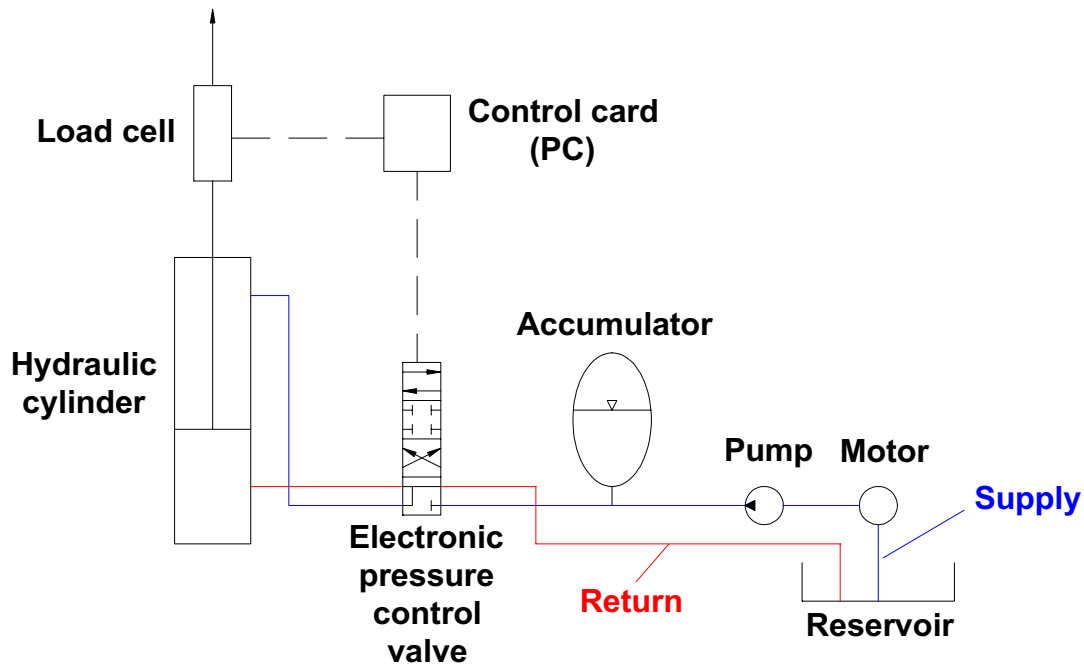 Load cell
Control card
(PC)
Hydraulic
cylinder
Accumulator
Pump
Motor
Supply
Electronic
pressure
control
valve
Return
Reservoir